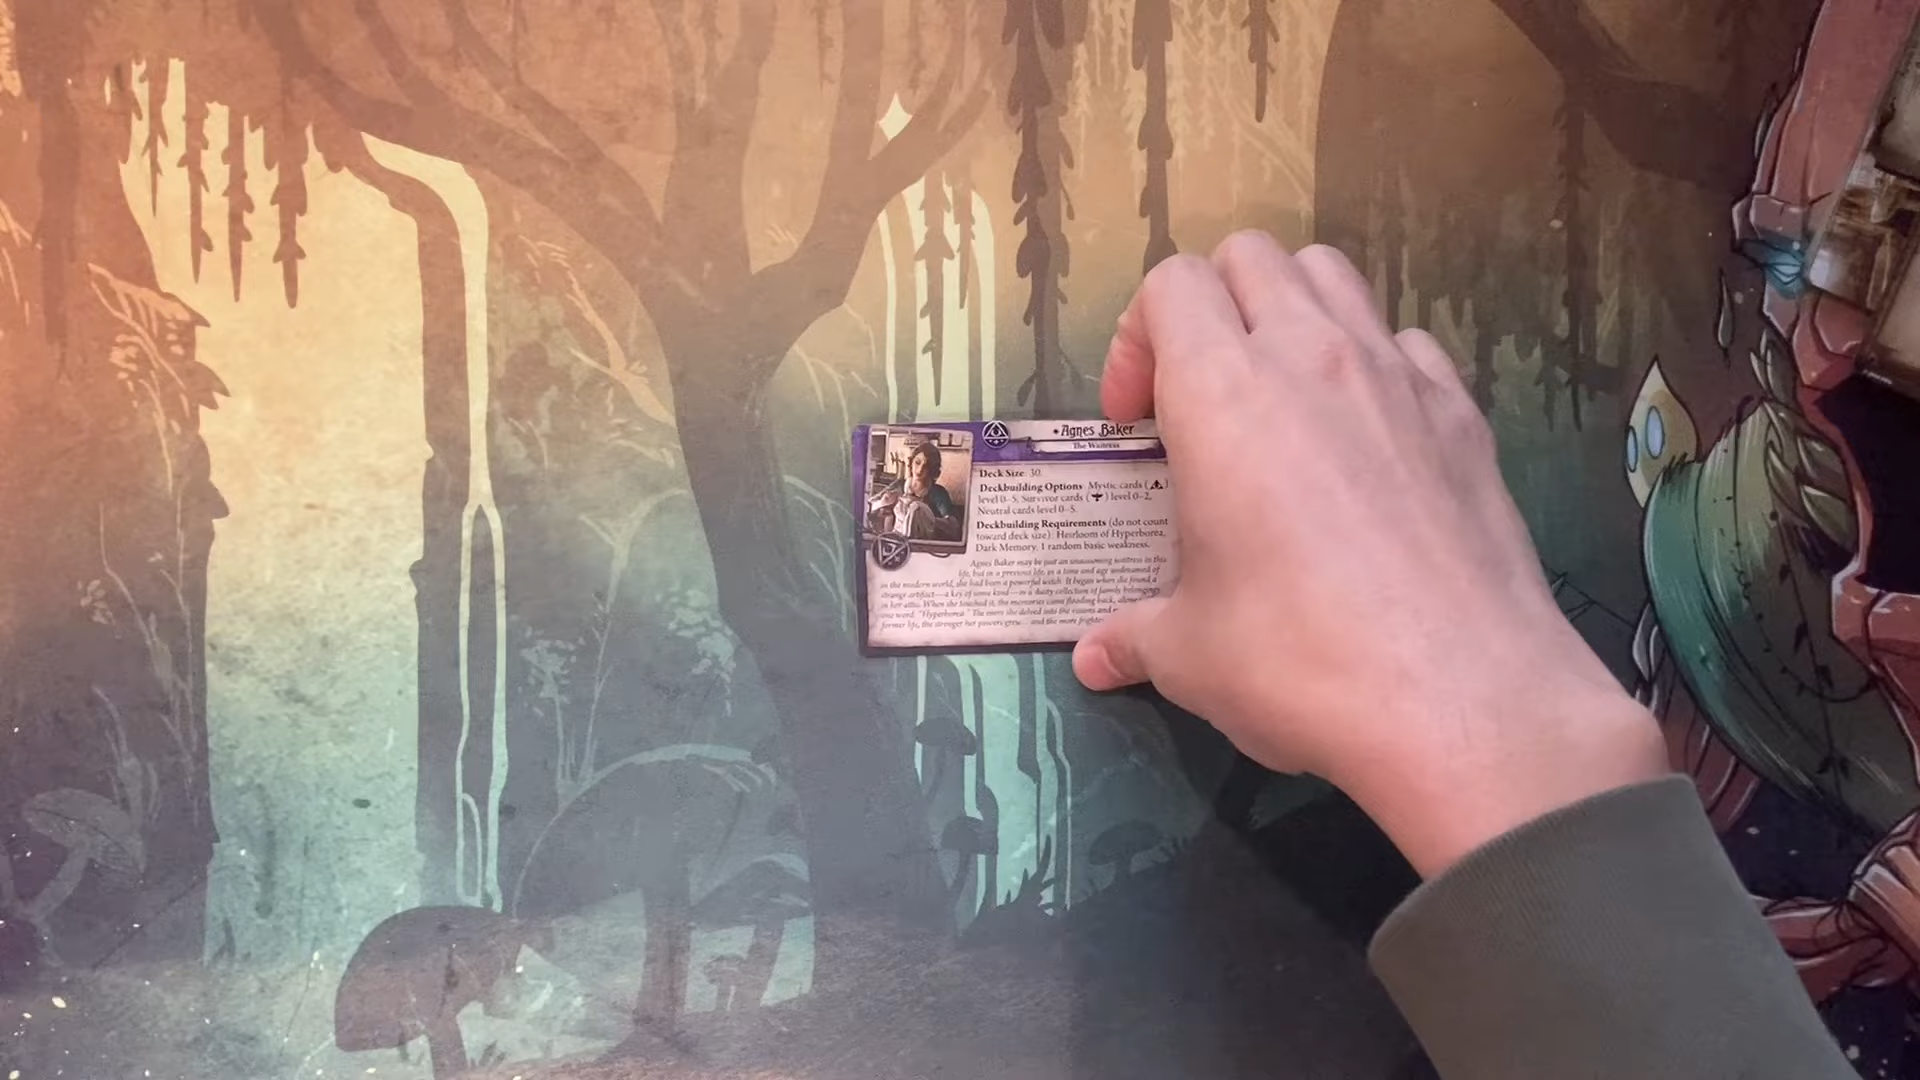 Agnes Baker
The Waitress
Deck Size: 30.
Deckbuilding Options: Mystic cards ( )
level 0–5, Survivor cards ( ) level 0–2,
Neutral cards level 0–5.
Deckbuilding Requirements (do not count
toward deck size): Heirloom of Hyperborea,
Dark Memory, 1 random basic weakness.
Agnes Baker may be just an unassuming waitress in this
life, but in a previous life, in a time and age undreamed of
in the modern world, she had been a powerful witch. It began when she found a
strange artifact—a key of some kind—in a dusty collection of family belongings
in her attic. When she touched it, the memories came flooding back, along
one word: "Hyperborea." The more she delved into the visions and
former life, the stronger her powers grew... and the more